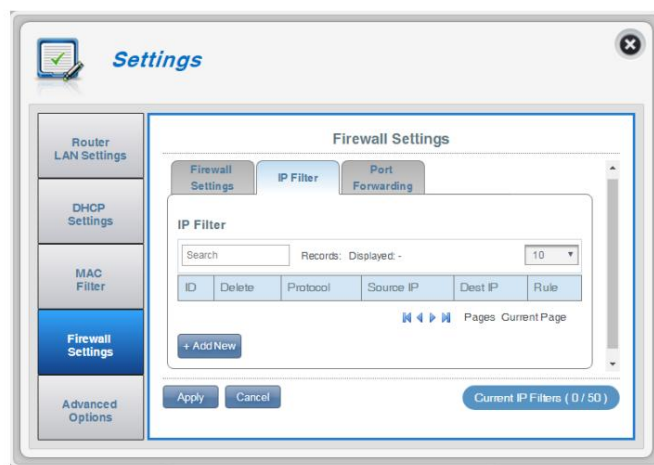 Settings
Router
LAN Settings
DHCP
Settings
MAC
Filter
Firewall
Settings
Advanced
Options
Firewall Settings
Firewall
Settings
IP Filter
Port
Forwarding
IP Filter
Search Records: Displayed: - 10
ID Delete Protocol Source IP Dest IP Rule
Pages Current Page
+ Add New
Apply Cancel Current IP Filters ( 0 / 50 )